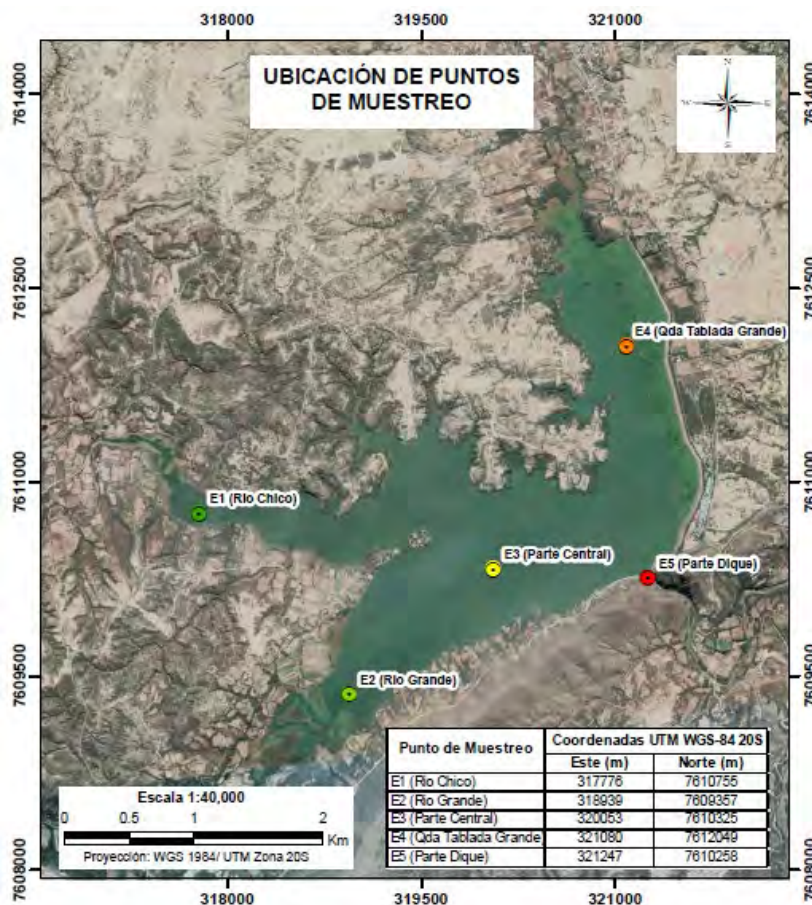 318000 319500 321000
7614000 7614000
UBICACIÓN DE PUNTOS
DE MUESTREO
N
W E
S
7612500 7612500
E4 (Qda Tablada Grande)
7611000 7611000
E1 (Rio Chico)
E3 (Parte Central)
E5 (Parte Dique)
7609500 7609500
E2 (Rio Grande)
Punto de Muestreo Coordenadas UTM WGS-84 20S
Este (m) Norte (m)
E1 (Rio Chico) 317776 7610755
E2 (Rio Grande) 318939 7609357
E3 (Parte Central) 320053 7610325
E4 (Qda Tablada Grande 321080 7612049
E5 (Parte Dique) 321247 7610258
Escala 1:40,000
0 0.5 1 2
Km
Proyección: WGS 1984/ UTM Zona 20S
7608000 7608000
318000 319500 321000